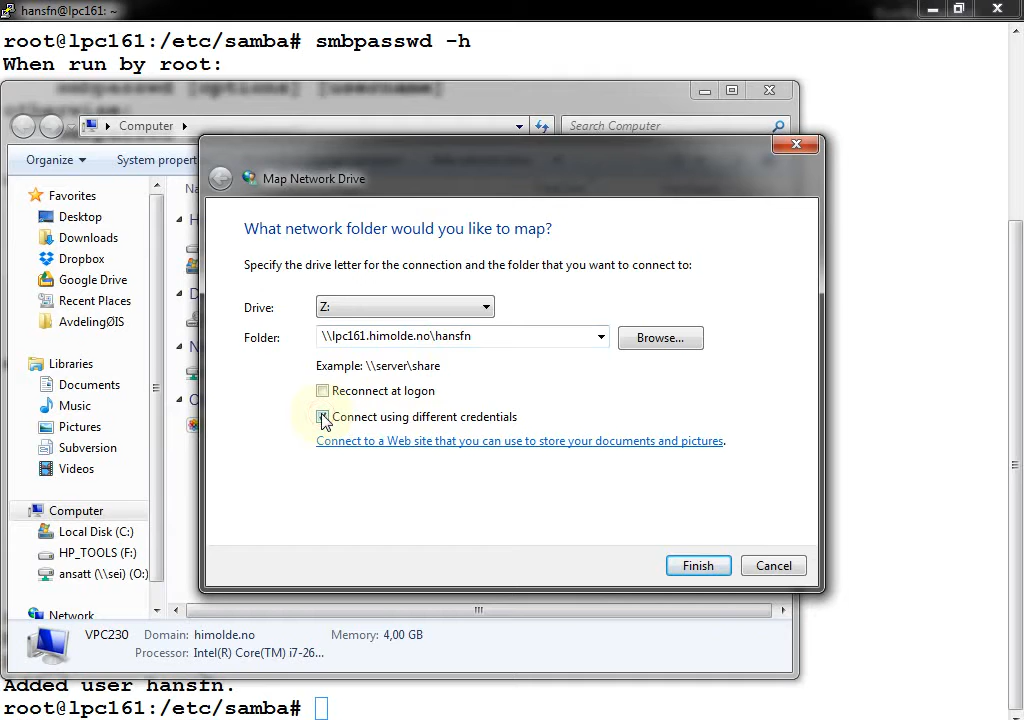 hansfn@lpc161: ~
root@lpc161:/etc/samba# smbpasswd -h
When run by root:
smbpasswd [options] [username]
otherwise:
Computer
Search Computer
Organize
System propert
Map Network Drive
Favorites
Desktop
Downloads
Dropbox
Google Drive
Recent Places
AvdelingØIS
Libraries
Documents
Music
Pictures
Subversion
Videos
Computer
Local Disk (C:)
HP_TOOLS (F:)
ansatt (\\sei) (O:)
Network
Na
H
D
N
O
What network folder would you like to map?
Specify the drive letter for the connection and the folder that you want to connect to:
Drive: Z:
Folder: \\lpc161.himolde.no\hansfn Browse...
Example: \\server\share
Reconnect at logon
Connect using different credentials
Connect to a Web site that you can use to store your documents and pictures.
Finish Cancel
VPC230 Domain: himolde.no Memory: 4,00 GB
Processor: Intel(R) Core(TM) i7-26...
Added user hansfn.
root@lpc161:/etc/samba#